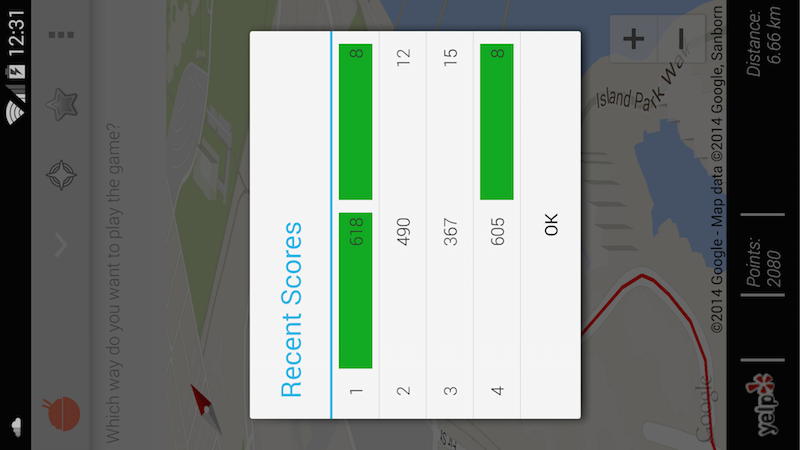 12:31
Which way do you want to play the game?
Recent Scores
1 618 8
2 490 12
3 367 15
4 605 8
OK
Island Park Walk
Google
©2014 Google - Map data ©2014 Google, Sanborn
yelp
Points:
2080
Distance:
6.66 km